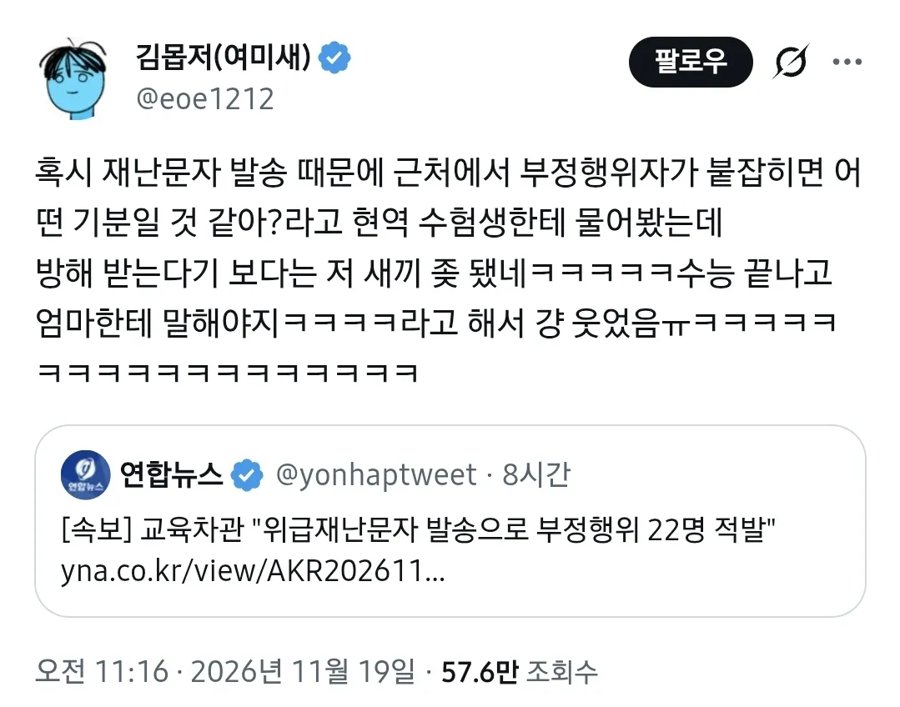 김몹저(여미새)
팔로우
@eoe1212
혹시 재난문자 발송 때문에 근처에서 부정행위자가 붙잡히면 어
떤 기분일 것 같아?라고 현역 수험생한테 물어봤는데
방해 받는다기 보다는 저 새끼 좆 됐네ㅋㅋㅋㅋㅋ수능 끝나고
엄마한테 말해야지ㅋㅋㅋㅋ라고 해서 걍 웃었음ㅠㅋㅋㅋㅋㅋ
ㅋㅋㅋㅋㅋㅋㅋㅋㅋㅋㅋㅋㅋ
연합뉴스 @yonhaptweet · 8시간
연합뉴스
[속보] 교육차관 "위급재난문자 발송으로 부정행위 22명 적발"
yna.co.kr/view/AKR202611...
오전 11:16 · 2026년 11월 19일 · 57.6만 조회수